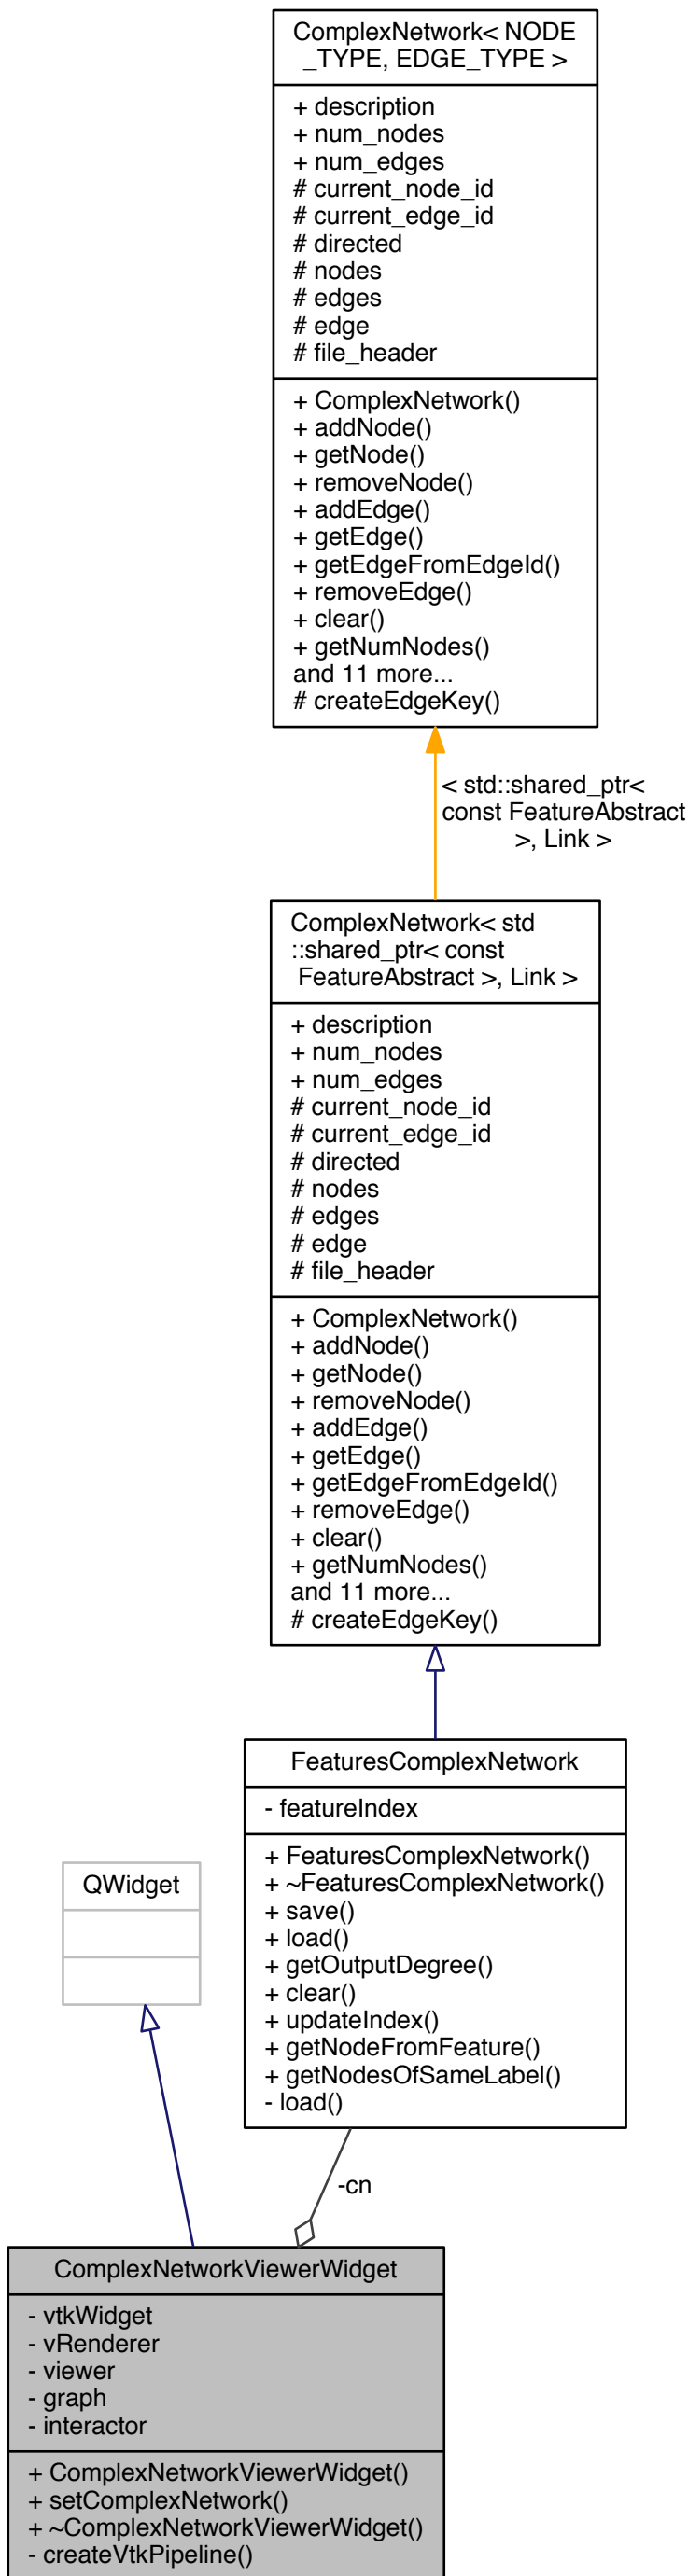 ComplexNetwork< NODE
_TYPE, EDGE_TYPE >
+ description
+ num_nodes
+ num_edges
# current_node_id
# current_edge_id
# directed
# nodes
# edges
# edge
# file_header
+ ComplexNetwork()
+ addNode()
+ getNode()
+ removeNode()
+ addEdge()
+ getEdge()
+ getEdgeFromEdgeId()
+ removeEdge()
+ clear()
+ getNumNodes()
and 11 more...
# createEdgeKey()
< std::shared_ptr<
const FeatureAbstract
>, Link >
ComplexNetwork< std
::shared_ptr< const
FeatureAbstract >, Link >
+ description
+ num_nodes
+ num_edges
# current_node_id
# current_edge_id
# directed
# nodes
# edges
# edge
# file_header
+ ComplexNetwork()
+ addNode()
+ getNode()
+ removeNode()
+ addEdge()
+ getEdge()
+ getEdgeFromEdgeId()
+ removeEdge()
+ clear()
+ getNumNodes()
and 11 more...
# createEdgeKey()
FeaturesComplexNetwork
- featureIndex
+ FeaturesComplexNetwork()
+ ~FeaturesComplexNetwork()
+ save()
+ load()
+ getOutputDegree()
+ clear()
+ updateIndex()
+ getNodeFromFeature()
+ getNodesOfSameLabel()
- load()
QWidget
-cn
ComplexNetworkViewerWidget
- vtkWidget
- vRenderer
- viewer
- graph
- interactor
+ ComplexNetworkViewerWidget()
+ setComplexNetwork()
+ ~ComplexNetworkViewerWidget()
- createVtkPipeline()